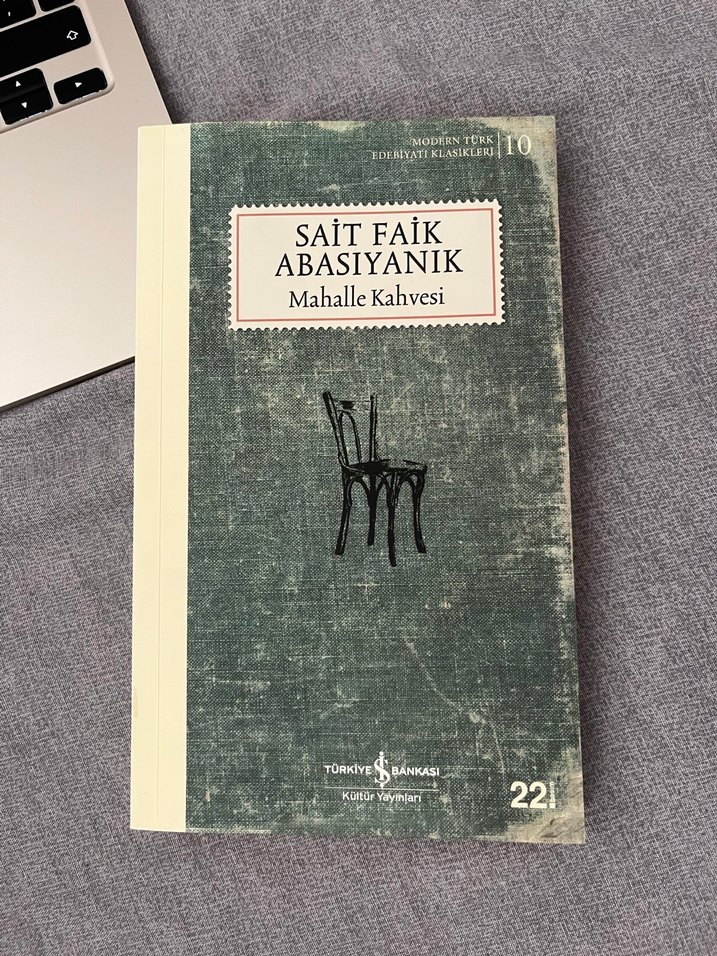 MODERN TÜRK
EDEBİYATI KLASİKLERİ
10
SAİT FAİK
ABASIYANIK
Mahalle Kahvesi
TÜRKİYE İŞ BANKASI
Kültür Yayınları
22.